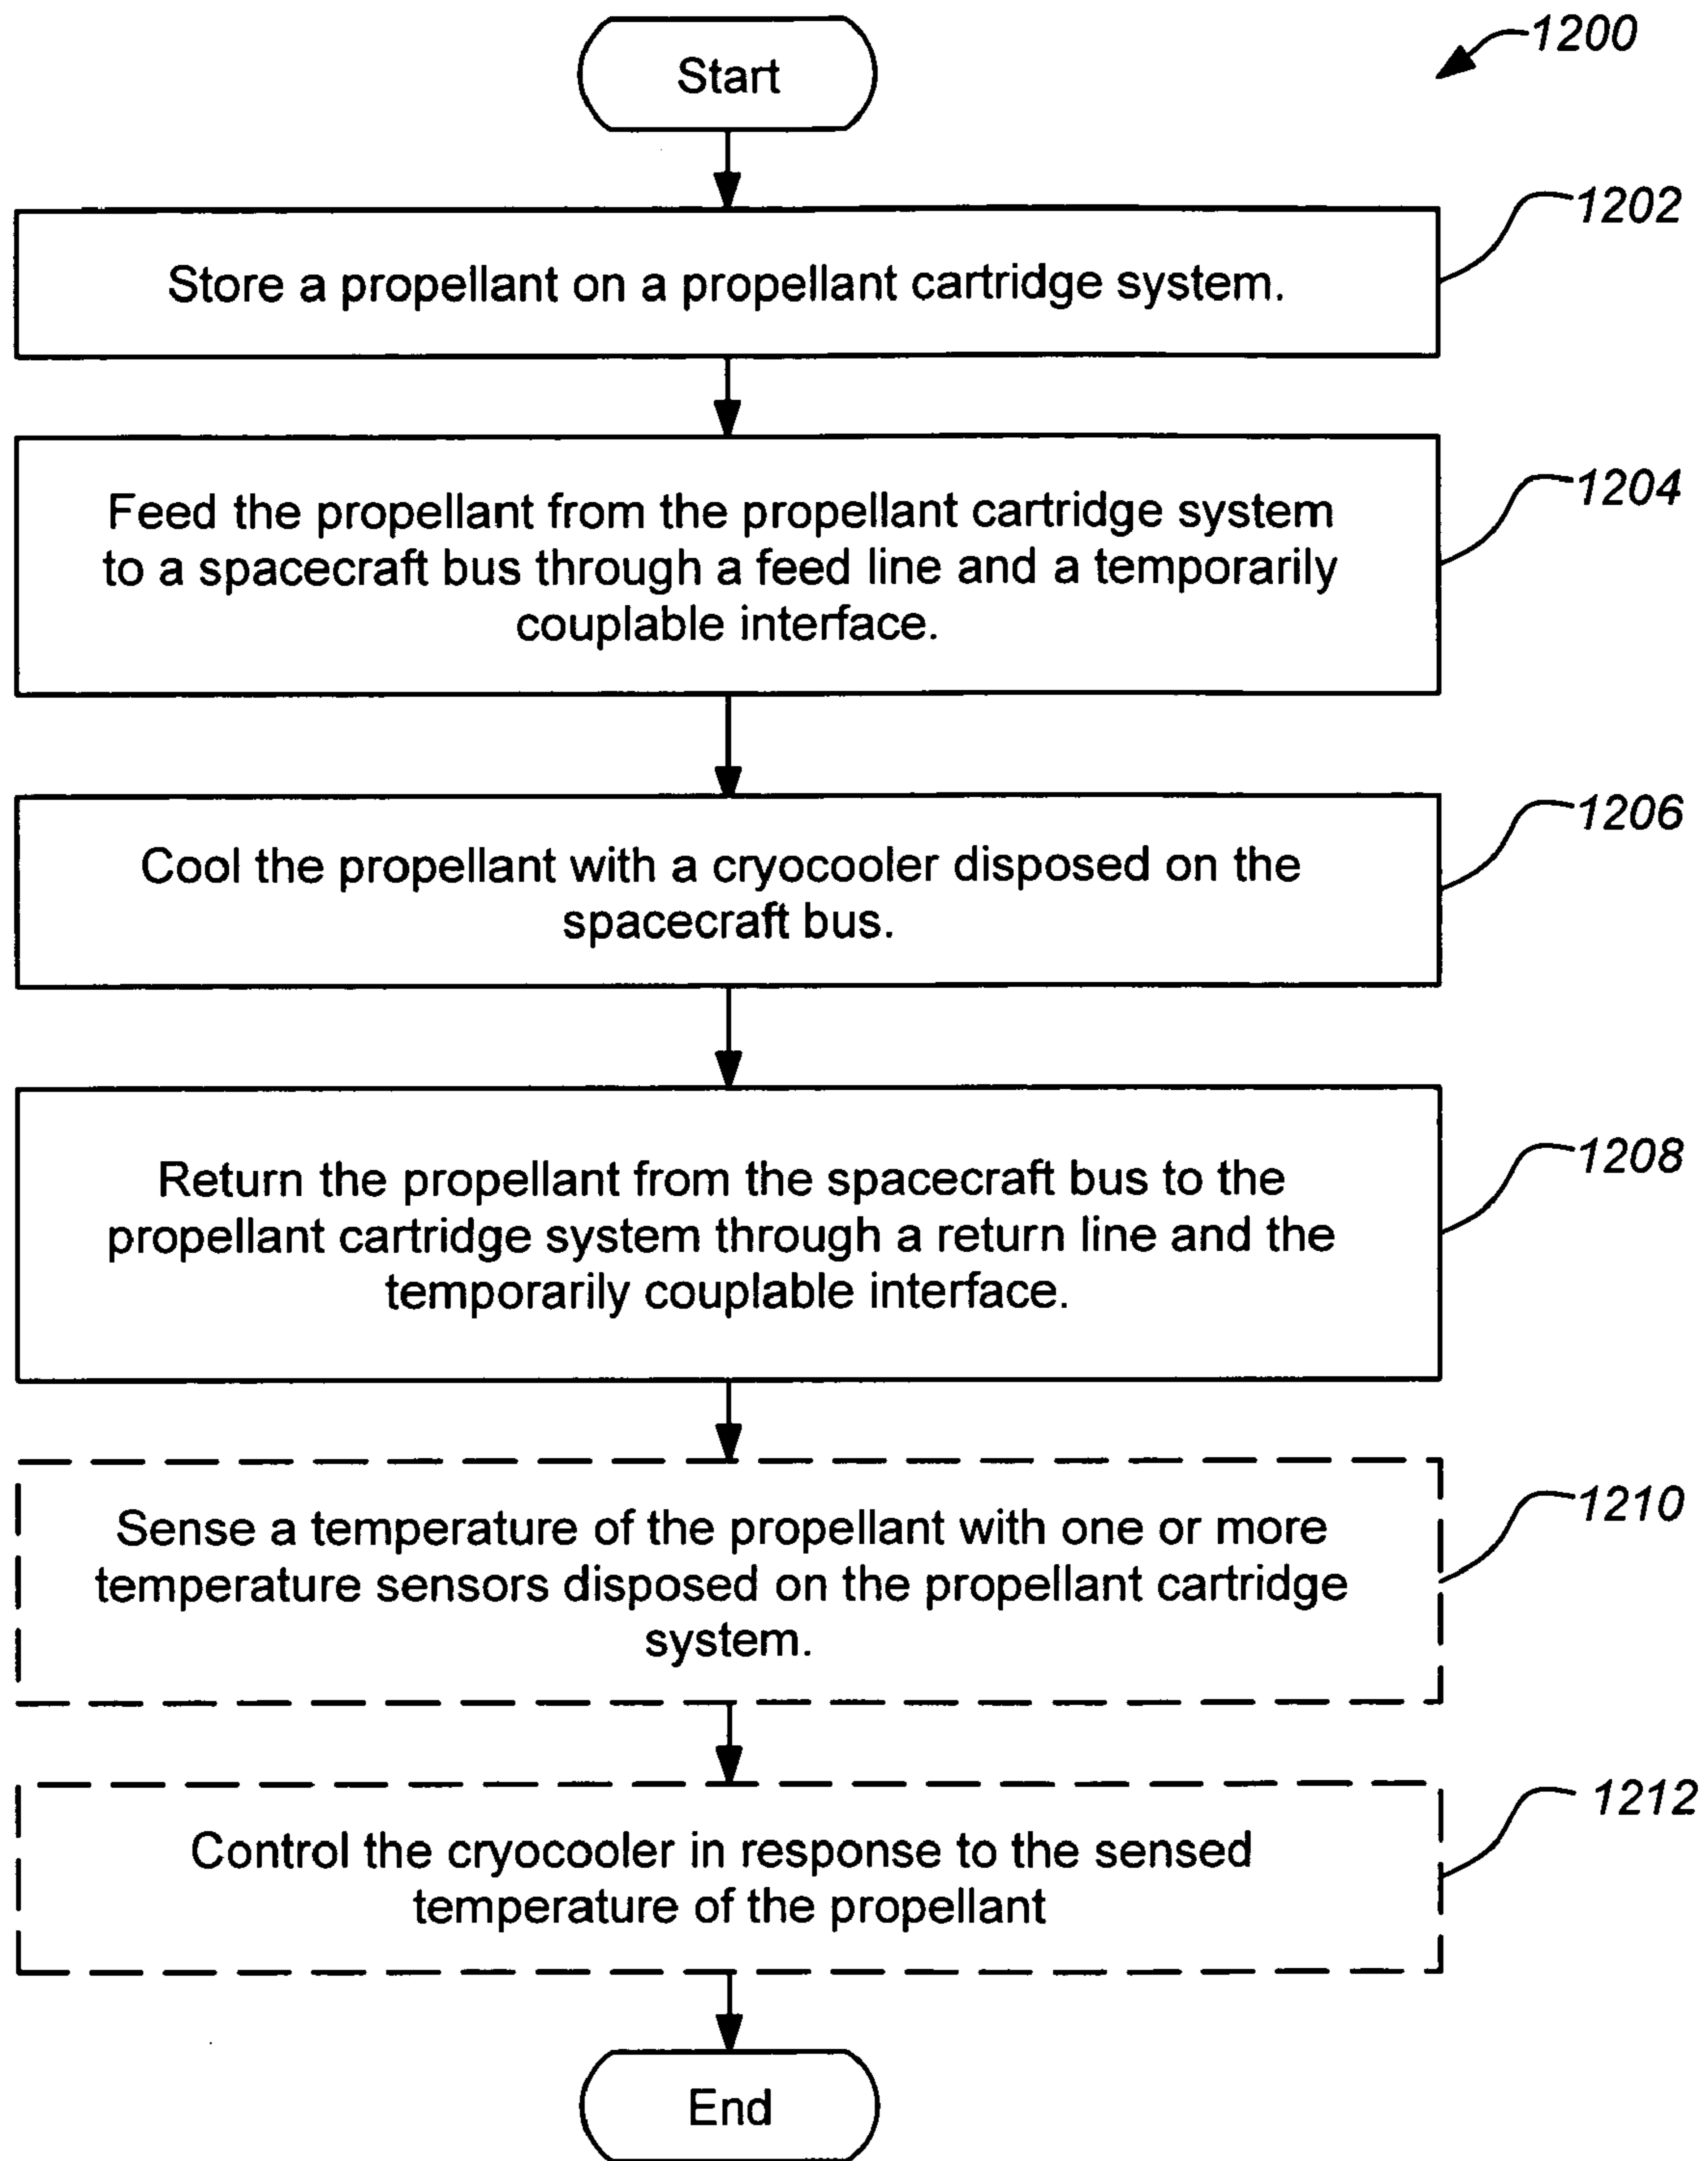 Start
1200
1202
Store a propellant on a propellant cartridge system.
1204
Feed the propellant from the propellant cartridge system
to a spacecraft bus through a feed line and a temporarily
couplable interface.
1206
Cool the propellant with a cryocooler disposed on the
spacecraft bus.
1208
Return the propellant from the spacecraft bus to the
propellant cartridge system through a return line and the
temporarily couplable interface.
1210
Sense a temperature of the propellant with one or more
temperature sensors disposed on the propellant cartridge
system.
1212
Control the cryocooler in response to the sensed
temperature of the propellant
End